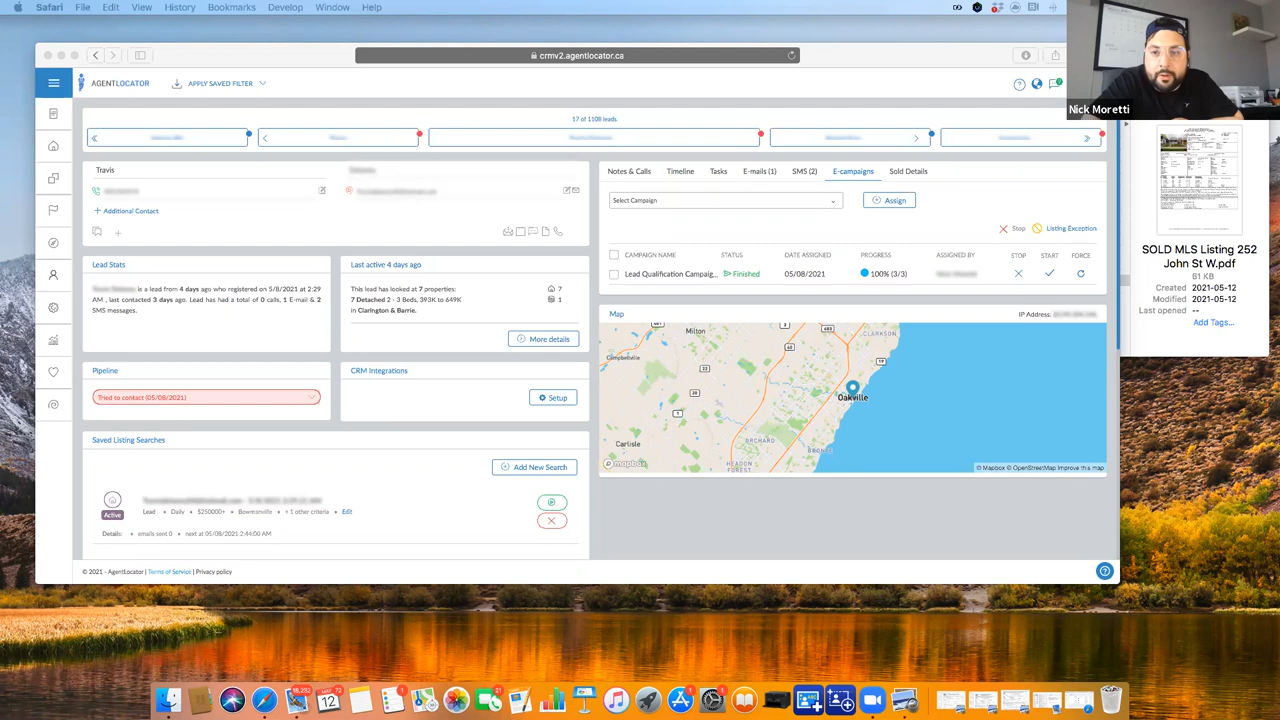 Safari File Edit View History Bookmarks Develop Window Help
crmv2.agentlocator.ca
AGENTLOCATOR
APPLY SAVED FILTER
Nick Moretti
17 of 1108 leads
Travis
+ Additional Contact
Notes & Calls Timeline Tasks E-mails (1) SMS (2) E-campaigns Sold Details
Select Campaign
Assign
Stop Listing Exception
CAMPAIGN NAME STATUS DATE ASSIGNED PROGRESS ASSIGNED BY STOP START FORCE
Lead Qualification Campaig... Finished 05/08/2021 100% (3/3)
Lead Stats
is a lead from 4 days ago who registered on 5/8/2021 at 2:29
AM , last contacted 3 days ago. Lead has had a total of 0 calls, 1 E-mail & 2
SMS messages.
Last active 4 days ago
This lead has looked at 7 properties:
7 Detached 2 - 3 Beds, 393K to 649K
in Clarington & Barrie.
7
1
More details
Map
IP Address:
Milton
CLARKSON
Campbellville
Oakville
Carlisle
ORCHARD
HEADON
FOREST
BRONTE
mapbox
© Mapbox © OpenStreetMap Improve this map
Pipeline
Tried to contact (05/08/2021)
CRM Integrations
Setup
Saved Listing Searches
Add New Search
Active
Lead • Daily • $250000+ • Bowmanville • + 1 other criteria • Edit
Details: • emails sent 0 • next at 05/08/2021 2:44:00 AM
© 2021 - AgentLocator | Terms of Service | Privacy policy
SOLD MLS Listing 252
John St W.pdf
61 KB
Created 2021-05-12
Modified 2021-05-12
Last opened --
Add Tags...